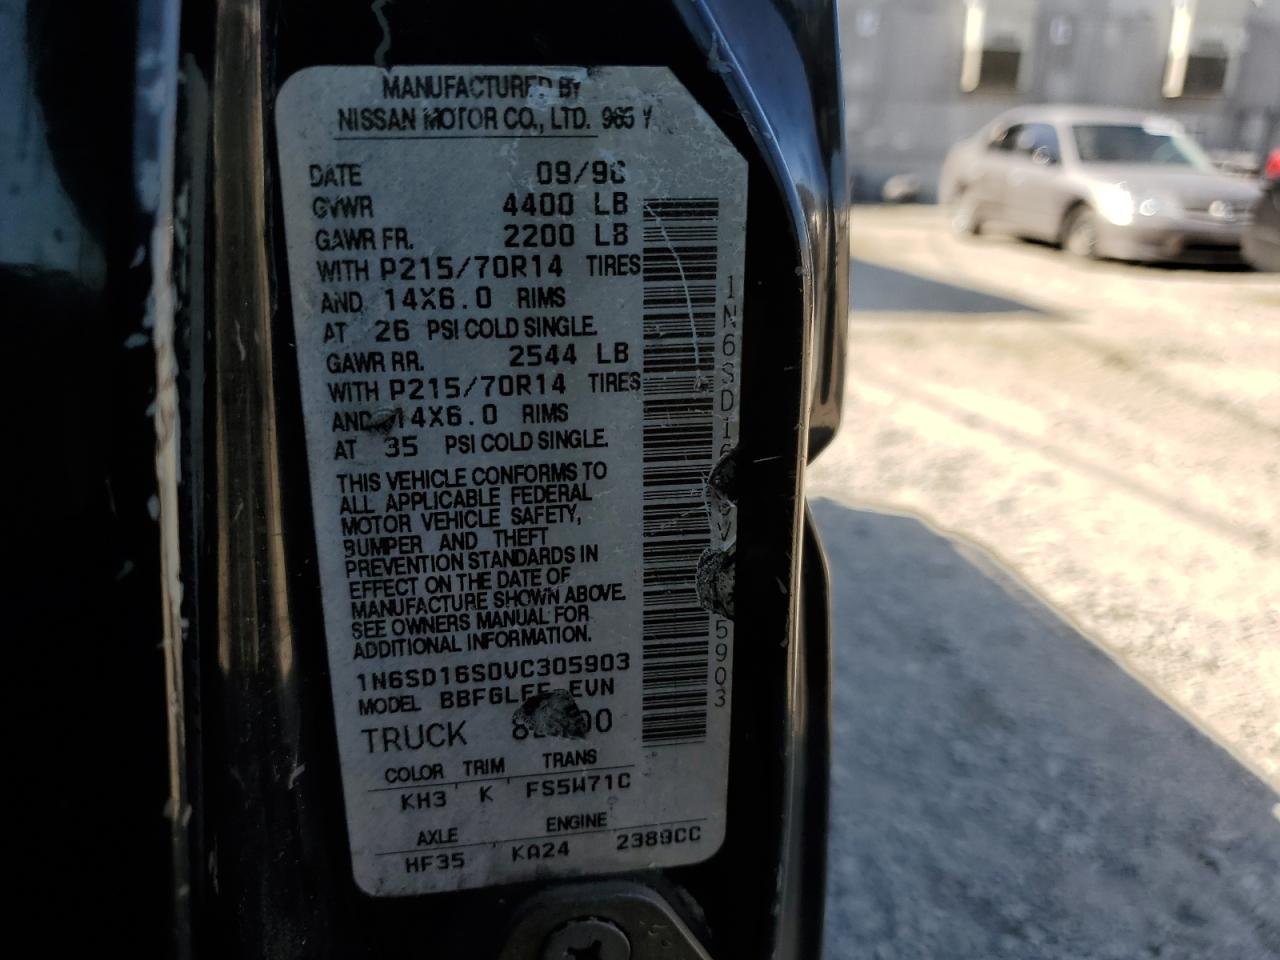 MANUFACTURED BY
NISSAN MOTOR CO., LTD. 965 Y
DATE 09/96
GVWR 4400 LB
GAWR FR. 2200 LB
WITH P215/70R14 TIRES
AND 14X6.0 RIMS
AT 26 PSI COLD SINGLE.
GAWR RR. 2544 LB
WITH P215/70R14 TIRES
AND 14X6.0 RIMS
AT 35 PSI COLD SINGLE.
THIS VEHICLE CONFORMS TO
ALL APPLICABLE FEDERAL
MOTOR VEHICLE SAFETY,
BUMPER AND THEFT
PREVENTION STANDARDS IN
EFFECT ON THE DATE OF
MANUFACTURE SHOWN ABOVE.
SEE OWNERS MANUAL FOR
ADDITIONAL INFORMATION.
1N6SD16S0VC305903
MODEL
TRUCK
COLOR TRIM TRANS
KH3 K FS5W71C
AXLE ENGINE
HF35 KA24 2389CC